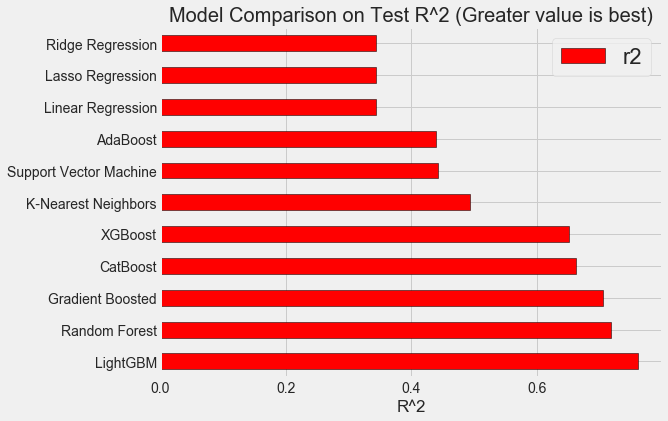 Model Comparison on Test R^2 (Greater value is best)
r2
Ridge Regression
Lasso Regression
Linear Regression
AdaBoost
Support Vector Machine
K-Nearest Neighbors
XGBoost
CatBoost
Gradient Boosted
Random Forest
LightGBM
0.0 0.2 0.4 0.6
R^2